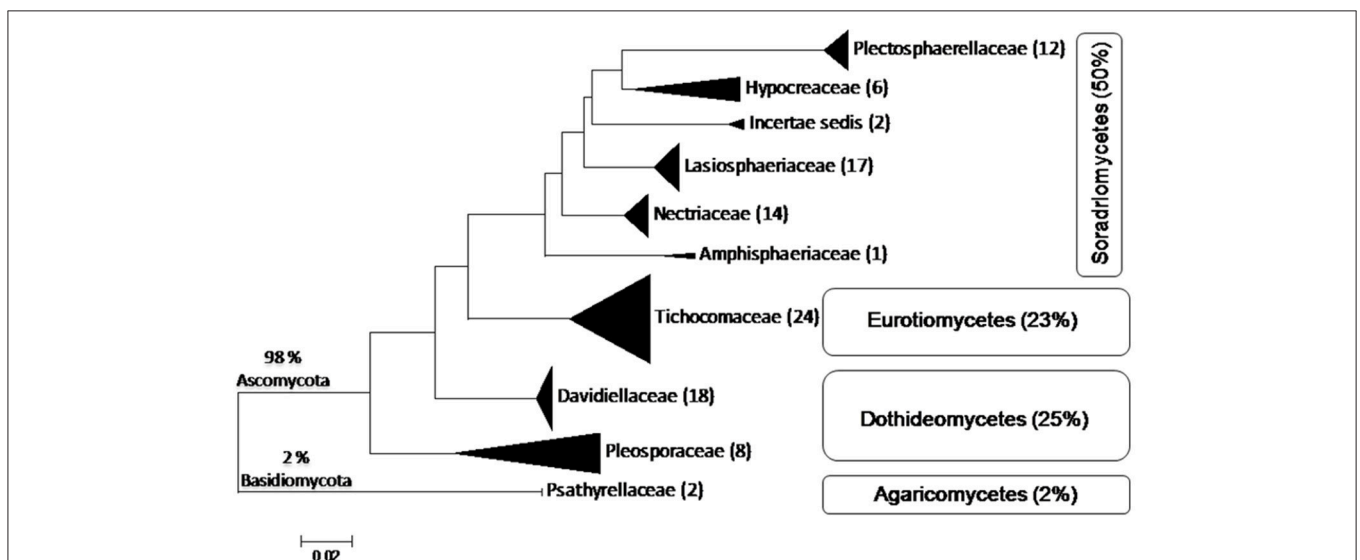 Plectosphaerellaceae (12)
Hypocreaceae (6)
Incertae sedis (2)
Lasiosphaeriaceae (17)
Nectriaceae (14)
Amphisphaeriaceae (1)
Soradriomycetes (50%)
Tichocomaceae (24)
Eurotiomycetes (23%)
98 %
Ascomycota
Davidiellaceae (18)
Dothideomycetes (25%)
Pleosporaceae (8)
2 %
Basidiomycota
Psathyrellaceae (2)
Agaricomycetes (2%)
0.02